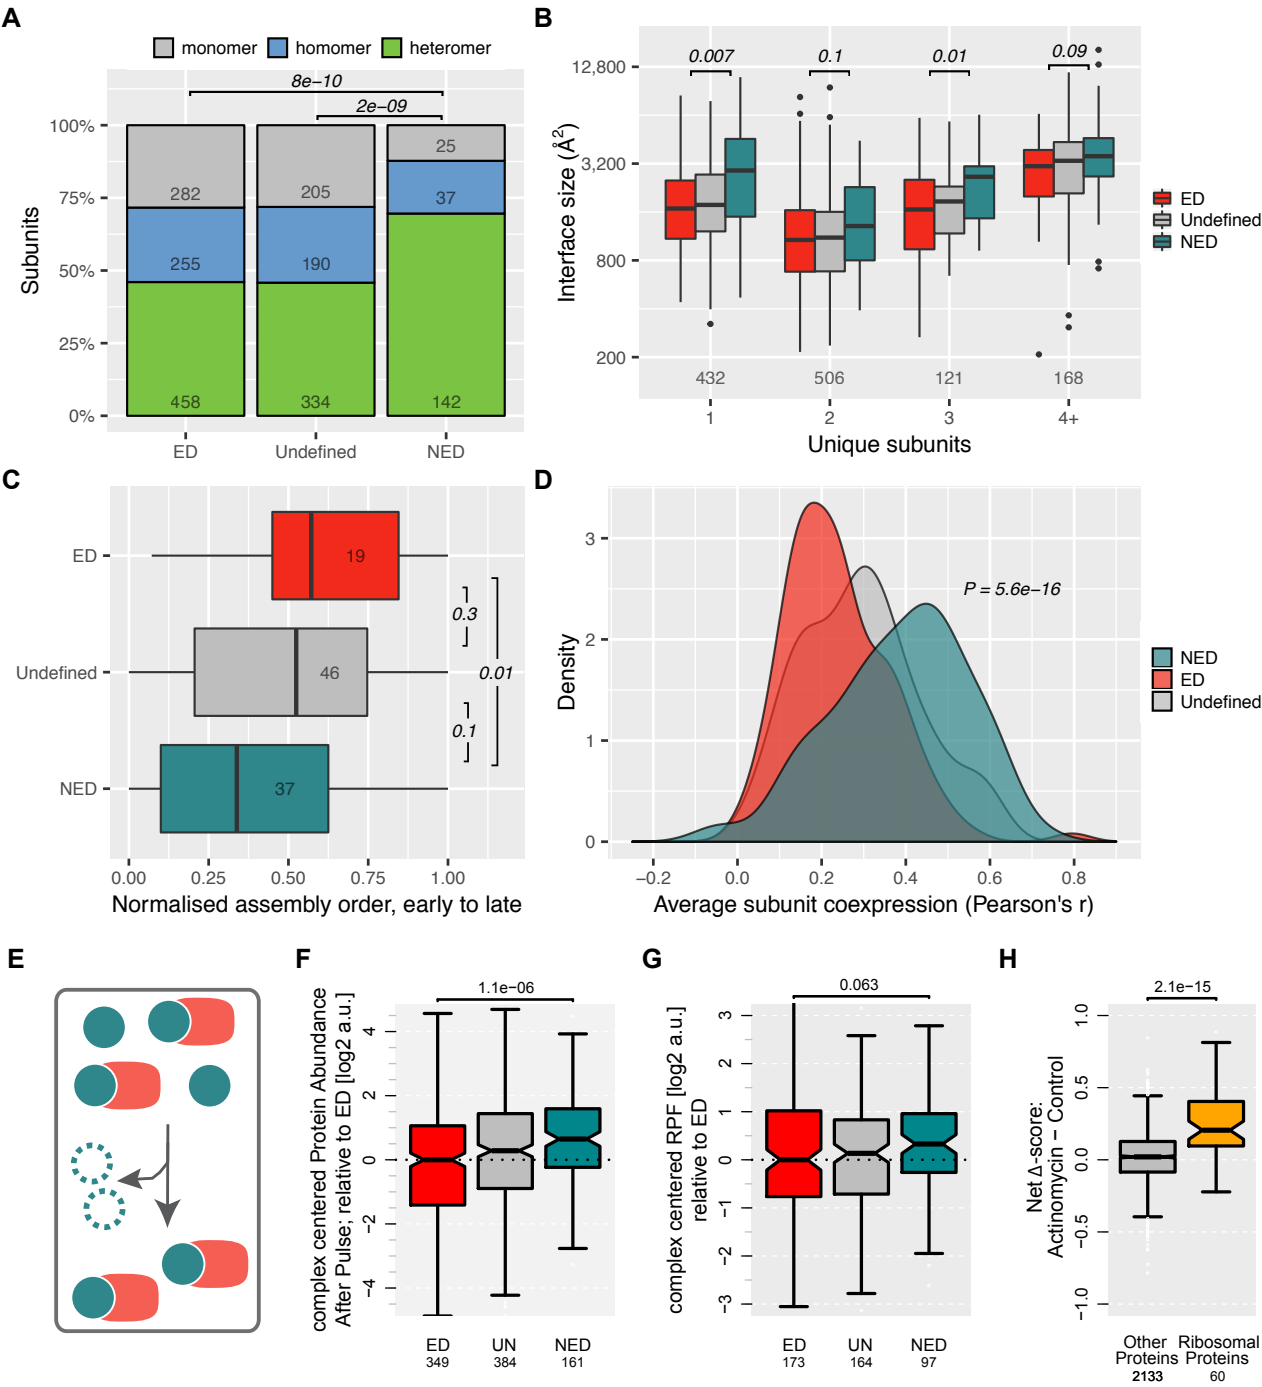 A
monomer homomer heteromer
8e−10
2e−09
100%
75%
50%
25%
0%
Subunits
282 205 25
255 190 37
458 334 142
ED Undefined NED
B
0.007 0.1 0.01 0.09
12,800
3,200
800
200
Interface size (Å2)
432 506 121 168
1 2 3 4+
Unique subunits
ED
Undefined
NED
C
ED
Undefined
NED
19
46
37
0.3
0.01
0.1
0.00 0.25 0.50 0.75 1.00
Normalised assembly order, early to late
D
P = 5.6e−16
3
2
1
0
Density
−0.2 0.0 0.2 0.4 0.6 0.8
Average subunit coexpression (Pearson's r)
NED
ED
Undefined
E
F
1.1e−06
complex centered Protein Abundance
After Pulse; relative to ED [log2 a.u.]
4
2
0
−2
−4
ED UN NED
349 384 161
G
0.063
complex centered RPF [log2 a.u.]
relative to ED
3
2
1
0
−1
−2
−3
ED UN NED
173 164 97
H
2.1e−15
Net Δ-score:
Actinomycin − Control
1.0
0.5
0.0
−0.5
−1.0
Other Ribosomal
Proteins Proteins
2133 60